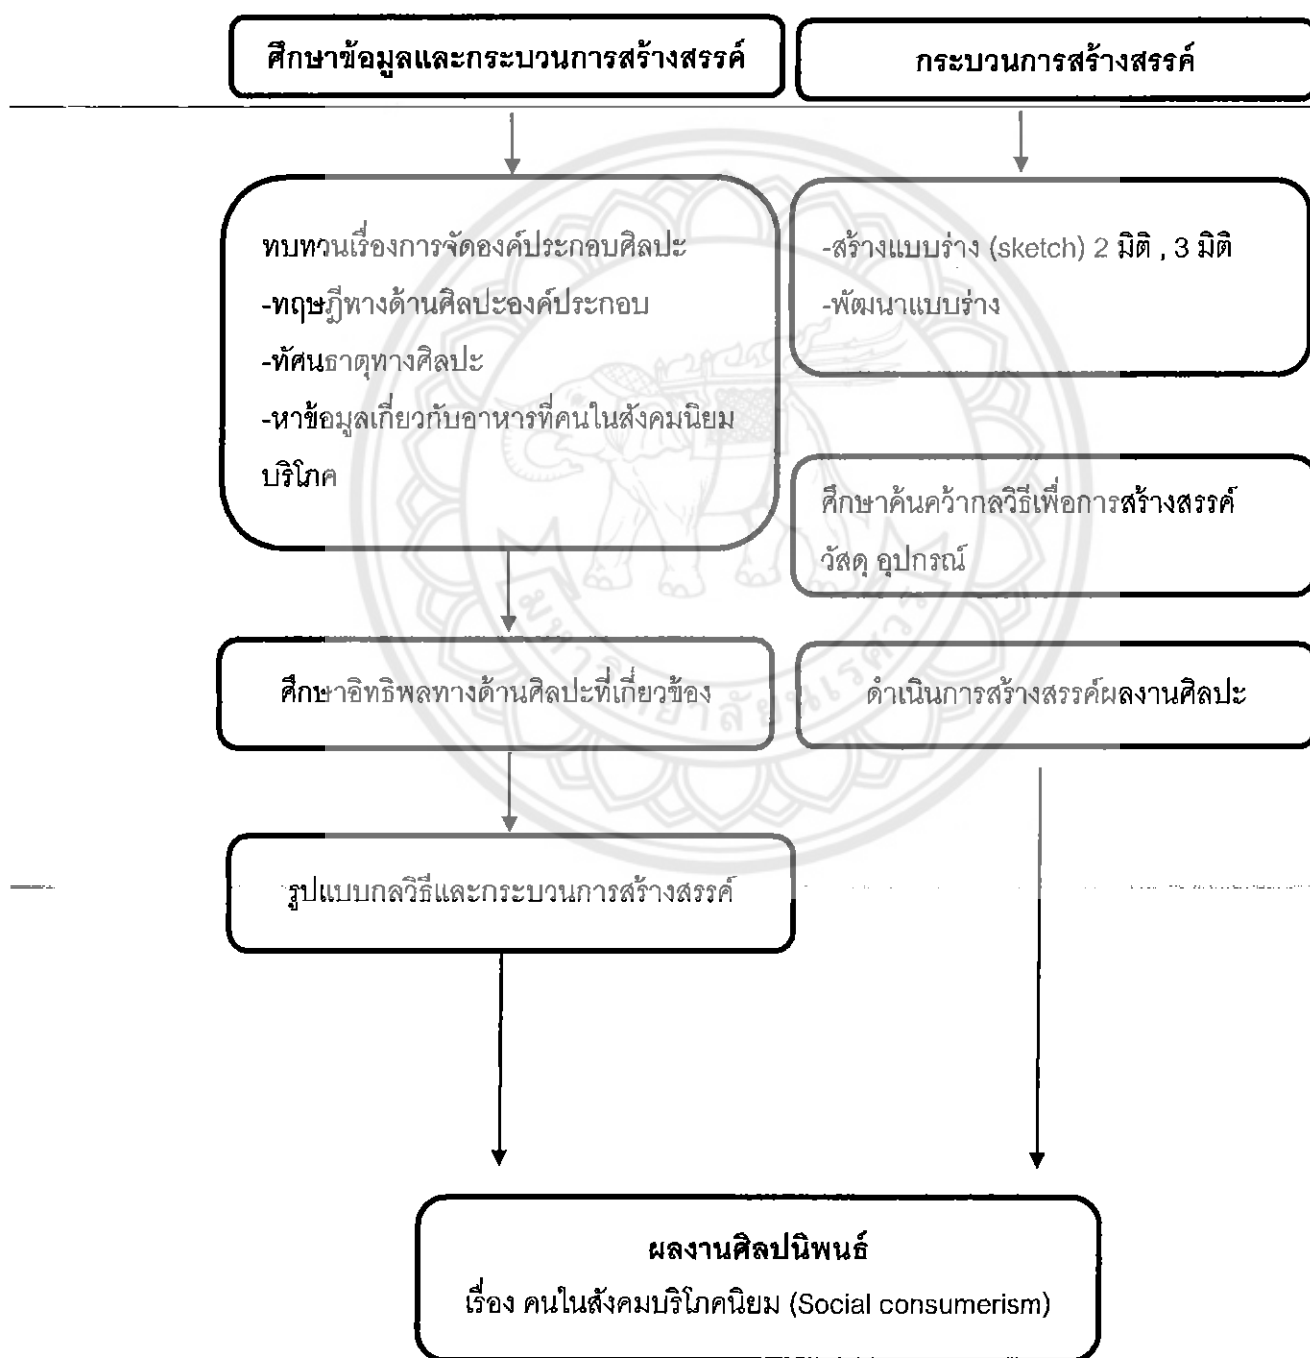 ศึกษาข้อมูลและกระบวนการสร้างสรรค์
ทบทวนเรื่องการจัดองค์ประกอบศิลปะ
-ทฤษฎีทางด้านศิลปะองค์ประกอบ
-ทัศนธาตุทางศิลปะ
-หาข้อมูลเกี่ยวกับอาหารที่คนในสังคมนิยม
บริโภค
ศึกษาอิทธิพลทางด้านศิลปะที่เกี่ยวข้อง
รูปแบบกลวิธีและกระบวนการสร้างสรรค์
กระบวนการสร้างสรรค์
-สร้างแบบร่าง (sketch) 2 มิติ , 3 มิติ
-พัฒนาแบบร่าง
ศึกษาค้นคว้ากลวิธีเพื่อการสร้างสรรค์
วัสดุ อุปกรณ์
ดำเนินการสร้างสรรค์ผลงานศิลปะ
ผลงานศิลปนิพนธ์
เรื่อง คนในสังคมบริโภคนิยม (Social consumerism)
มหาวิทยาลัยนเรศวร